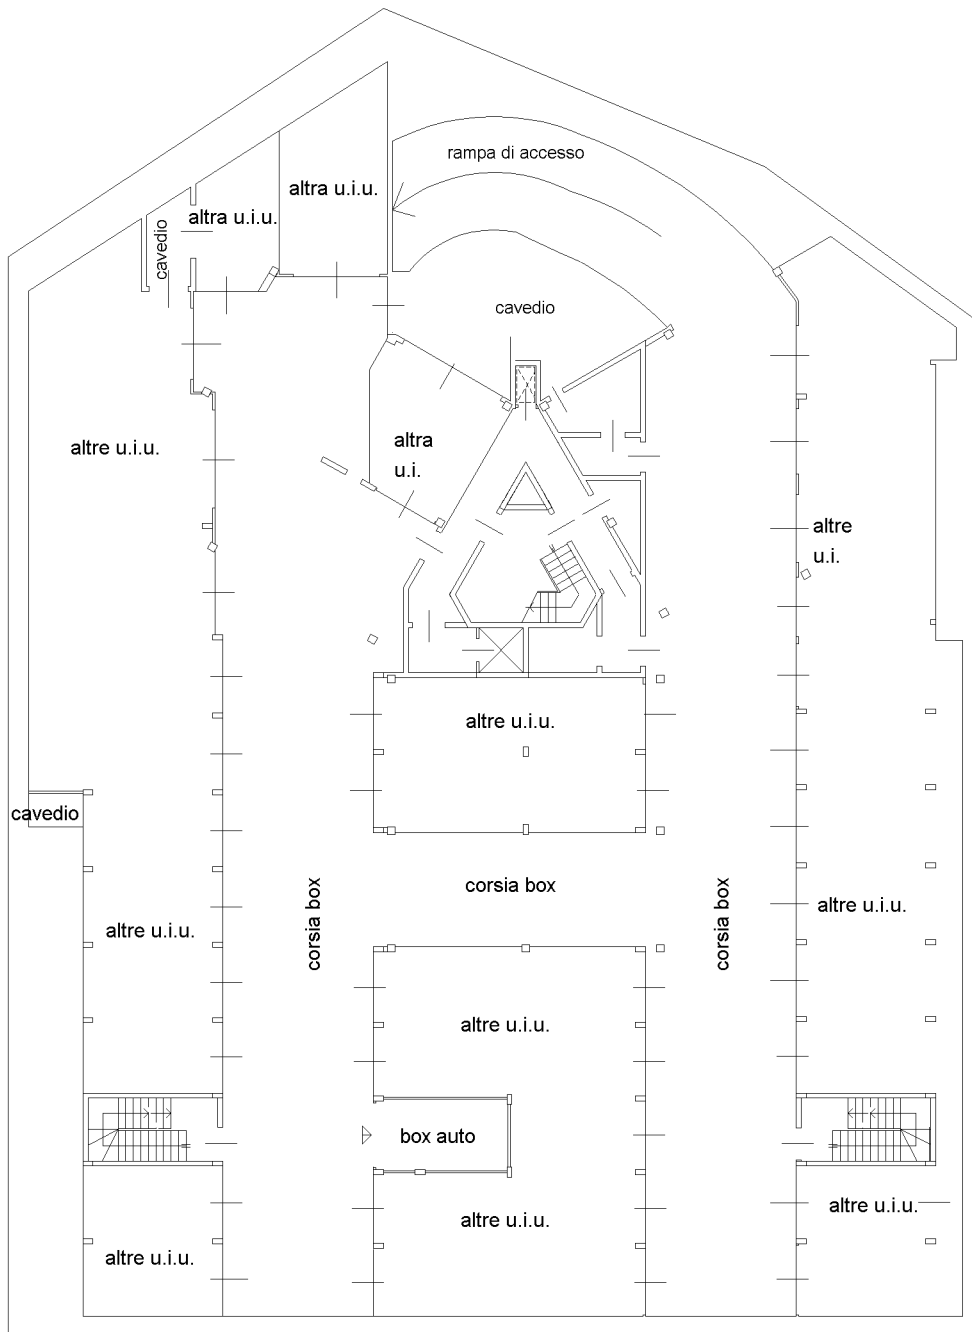 rampa di accesso
altra u.i.u.
altra u.i.u.
cavedio
cavedio
altre u.i.u.
altra
u.i.
altre
u.i.
altre u.i.u.
cavedio
corsia box
corsia box
corsia box
altre u.i.u.
altre u.i.u.
altre u.i.u.
box auto
altre u.i.u.
altre u.i.u.
altre u.i.u.